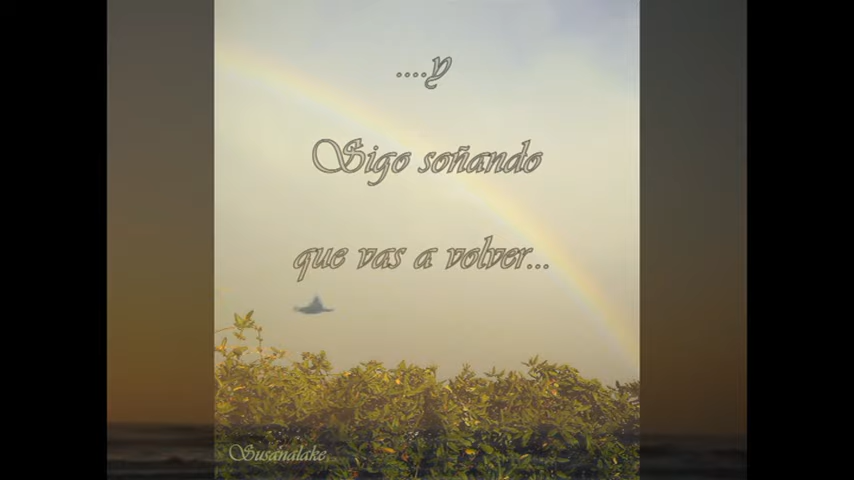 ....y
Sigo soñando
que vas a volver...
Susanalake